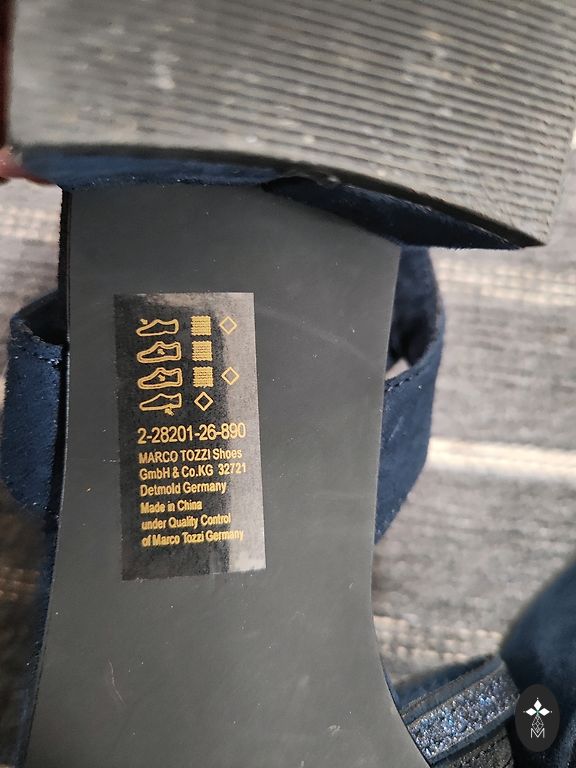 2-28201-26-890
MARCO TOZZI Shoes
GmbH & Co.KG 32721
Detmold Germany
Made in China
under Quality Control
of Marco Tozzi Germany
M